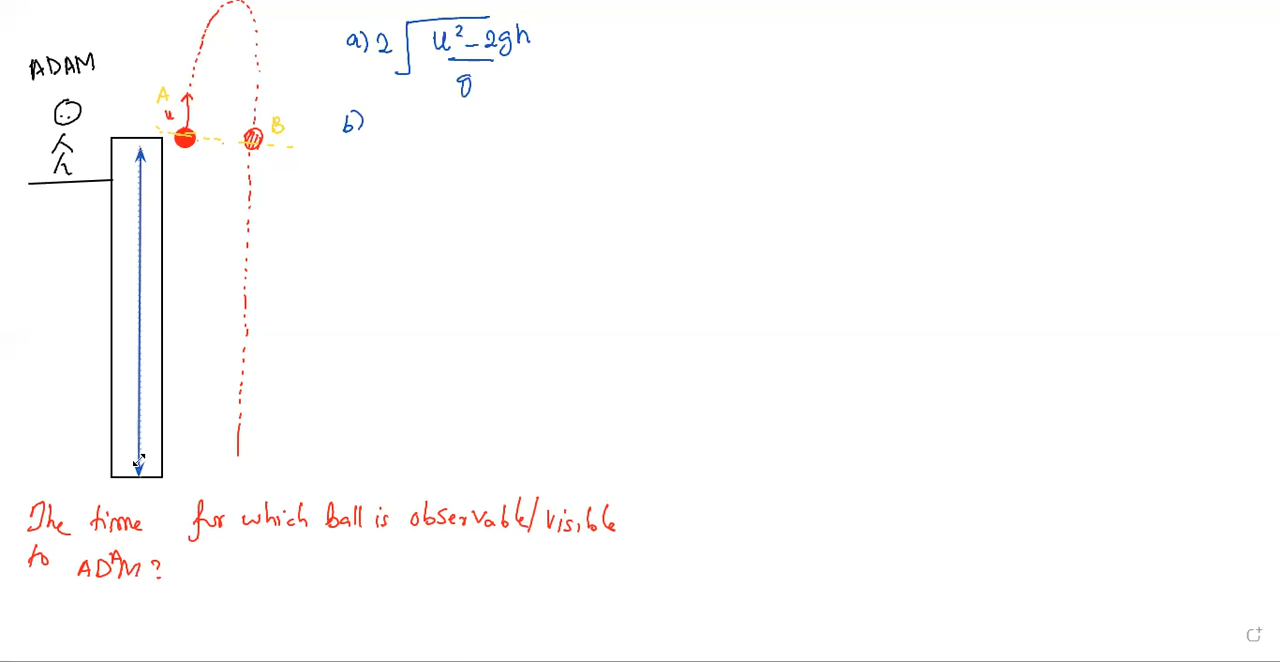 ADAM
A
u
B
a) 2√(u² - 2gh / g)
b)
The time for which ball is observable/visible
to ADAM?